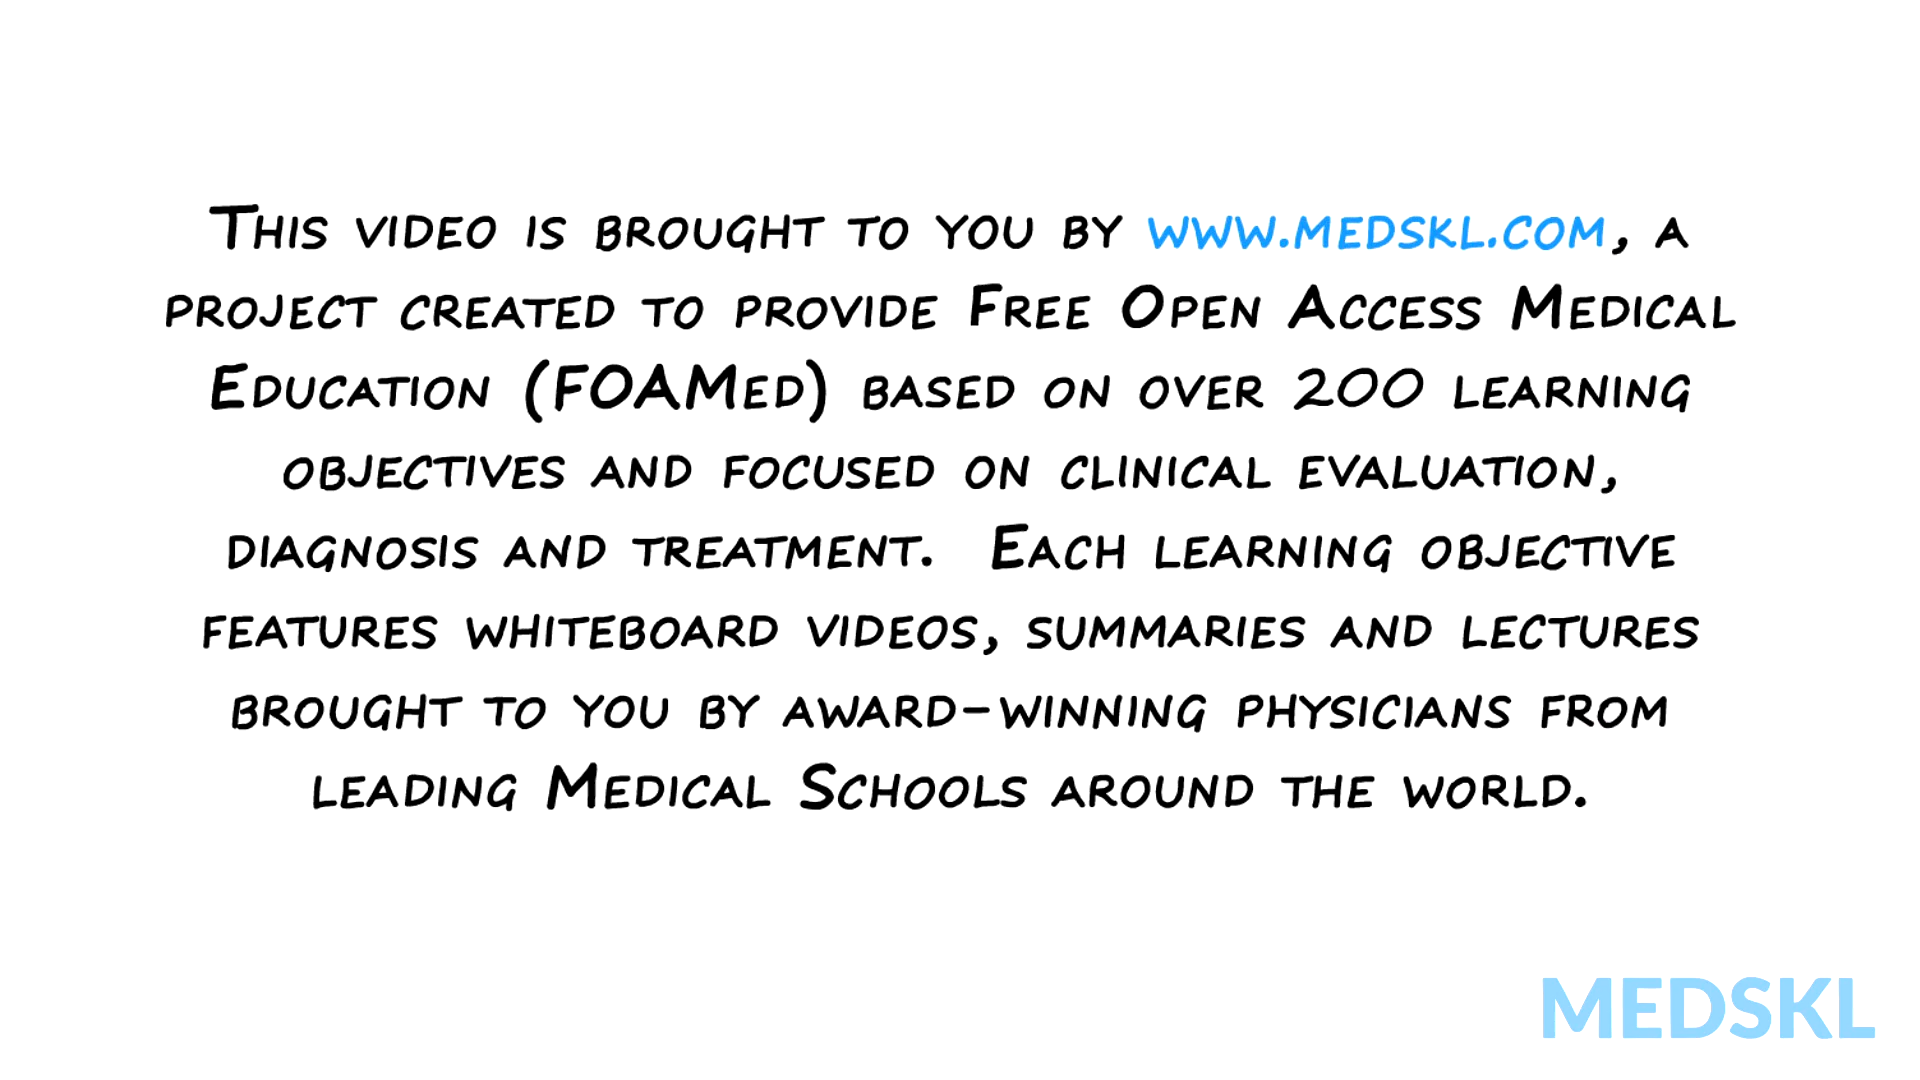 This video is brought to you by www.medskl.com, a
project created to provide Free Open Access Medical
Education (FOAMed) based on over 200 learning
objectives and focused on clinical evaluation,
diagnosis and treatment.  Each learning objective
features whiteboard videos, summaries and lectures
brought to you by award-winning physicians from
leading Medical Schools around the world.
MEDSKL